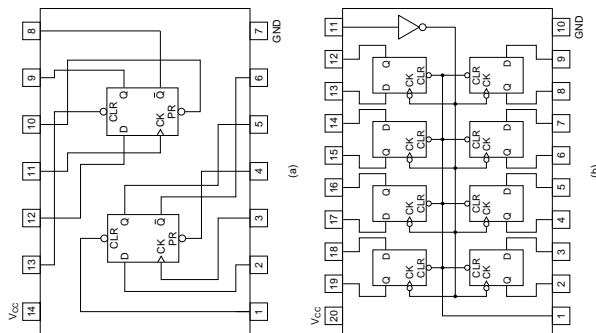 VCC
14 13 12 11 10 9 8
CLR CLR
D Q D Q
CK Q̄ CK Q̄
PR PR
1 2 3 4 5 6 7
GND
(a)
VCC
20 19 18 17 16 15 14 13 12 11
Q D D Q Q D D Q
CK CK CK CK
CLR CLR CLR CLR
CLR CLR CLR CLR
CK CK CK CK
Q D D Q Q D D Q
1 2 3 4 5 6 7 8 9 10
GND
(b)